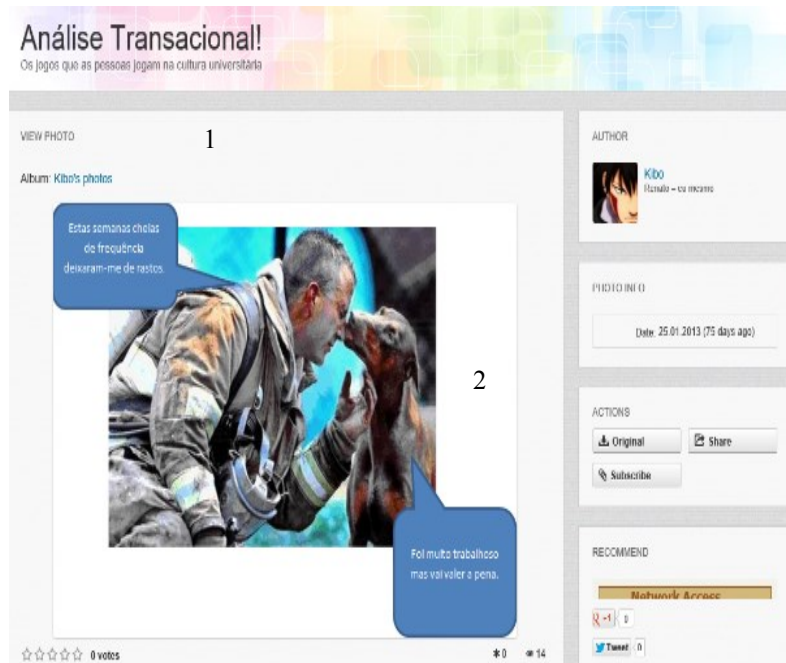 Análise Transacional!
Os jogos que as pessoas jogam na cultura universitária
VIEW PHOTO
1
Album: Kibo's photos
Estas semanas cheias
de frequência
deixaram-me de rastos.
2
Foi muito trabalhoso
mas vai valer a pena.
0 votes
0
14
AUTHOR
Kibo
Renato – eu mesmo
PHOTO INFO
Date: 25.01.2013 (75 days ago)
ACTIONS
Original
Share
Subscribe
RECOMMEND
Network Access
0
Tweet 0